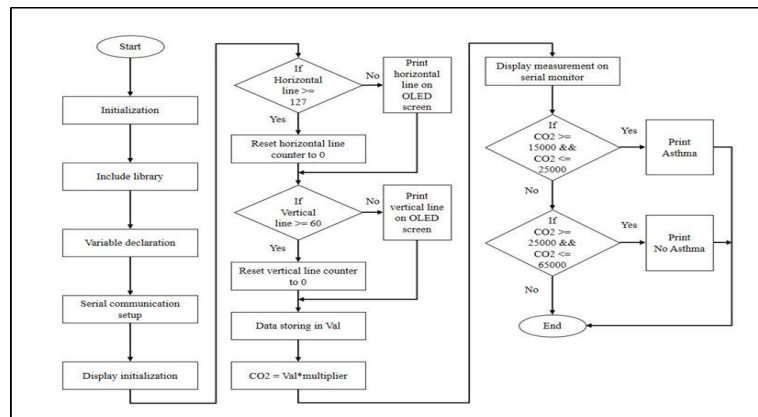 Start
Initialization
Include library
Variable declaration
Serial communication
setup
Display initialization
If
Horizontal
line >=
127
No
Print
horizontal
line on
OLED
screen
Yes
Reset horizontal line
counter to 0
If
Vertical
line >= 60
No
Print
vertical line
on OLED
screen
Yes
Reset vertical line counter
to 0
Data storing in Val
CO2 = Val*multiplier
Display measurement on
serial monitor
If
CO2 >=
15000 &&
CO2 <=
25000
Yes
Print
Asthma
No
If
CO2 >=
25000 &&
CO2 <=
65000
Yes
Print
No Asthma
No
End